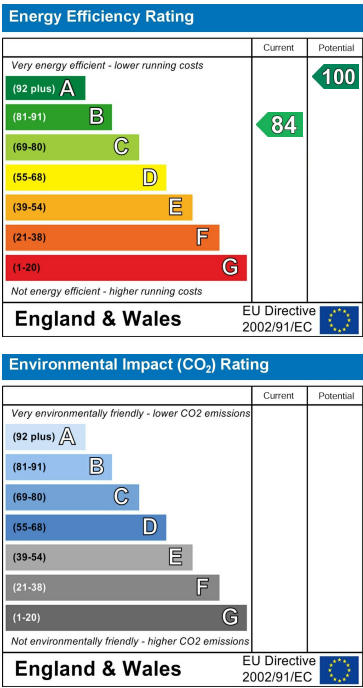 Energy Efficiency Rating
Current Potential
Very energy efficient - lower running costs
(92 plus) A
(81-91) B
(69-80) C
(55-68) D
(39-54) E
(21-38) F
(1-20) G
84
100
Not energy efficient - higher running costs
England & Wales
EU Directive
2002/91/EC
Environmental Impact (CO₂) Rating
Current Potential
Very environmentally friendly - lower CO2 emissions
(92 plus) A
(81-91) B
(69-80) C
(55-68) D
(39-54) E
(21-38) F
(1-20) G
Not environmentally friendly - higher CO2 emissions
England & Wales
EU Directive
2002/91/EC